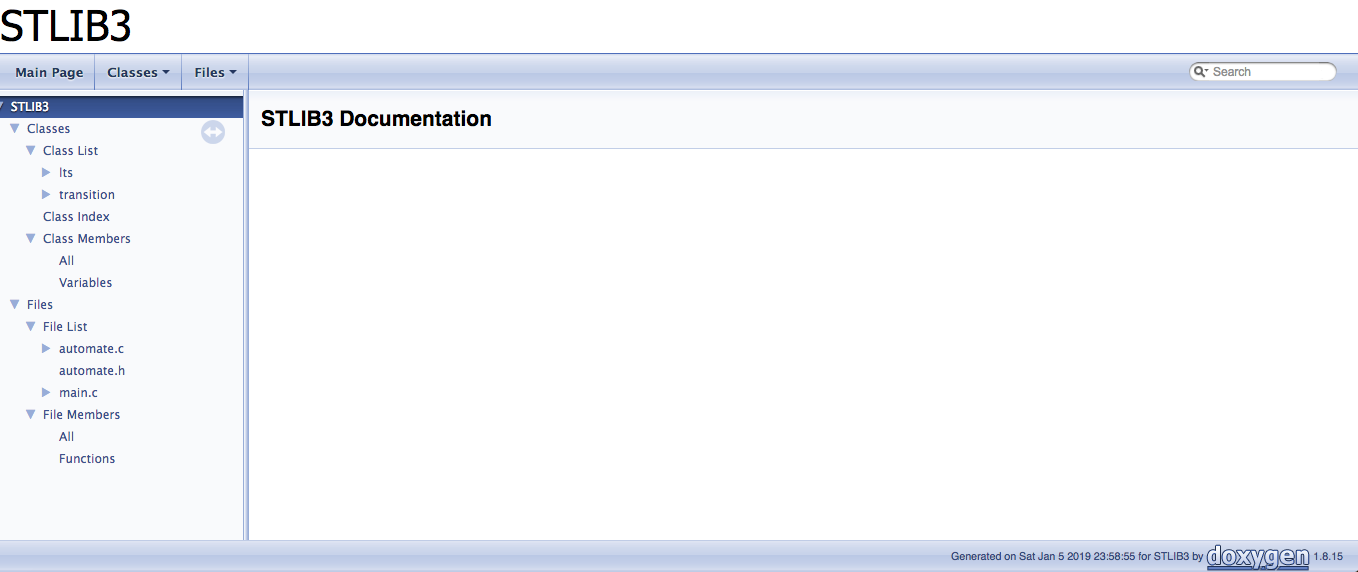 STLIB3
Main Page Classes Files Search
STLIB3
Classes
Class List
lts
transition
Class Index
Class Members
All
Variables
Files
File List
automate.c
automate.h
main.c
File Members
All
Functions
STLIB3 Documentation
Generated on Sat Jan 5 2019 23:58:55 for STLIB3 by doxygen 1.8.15